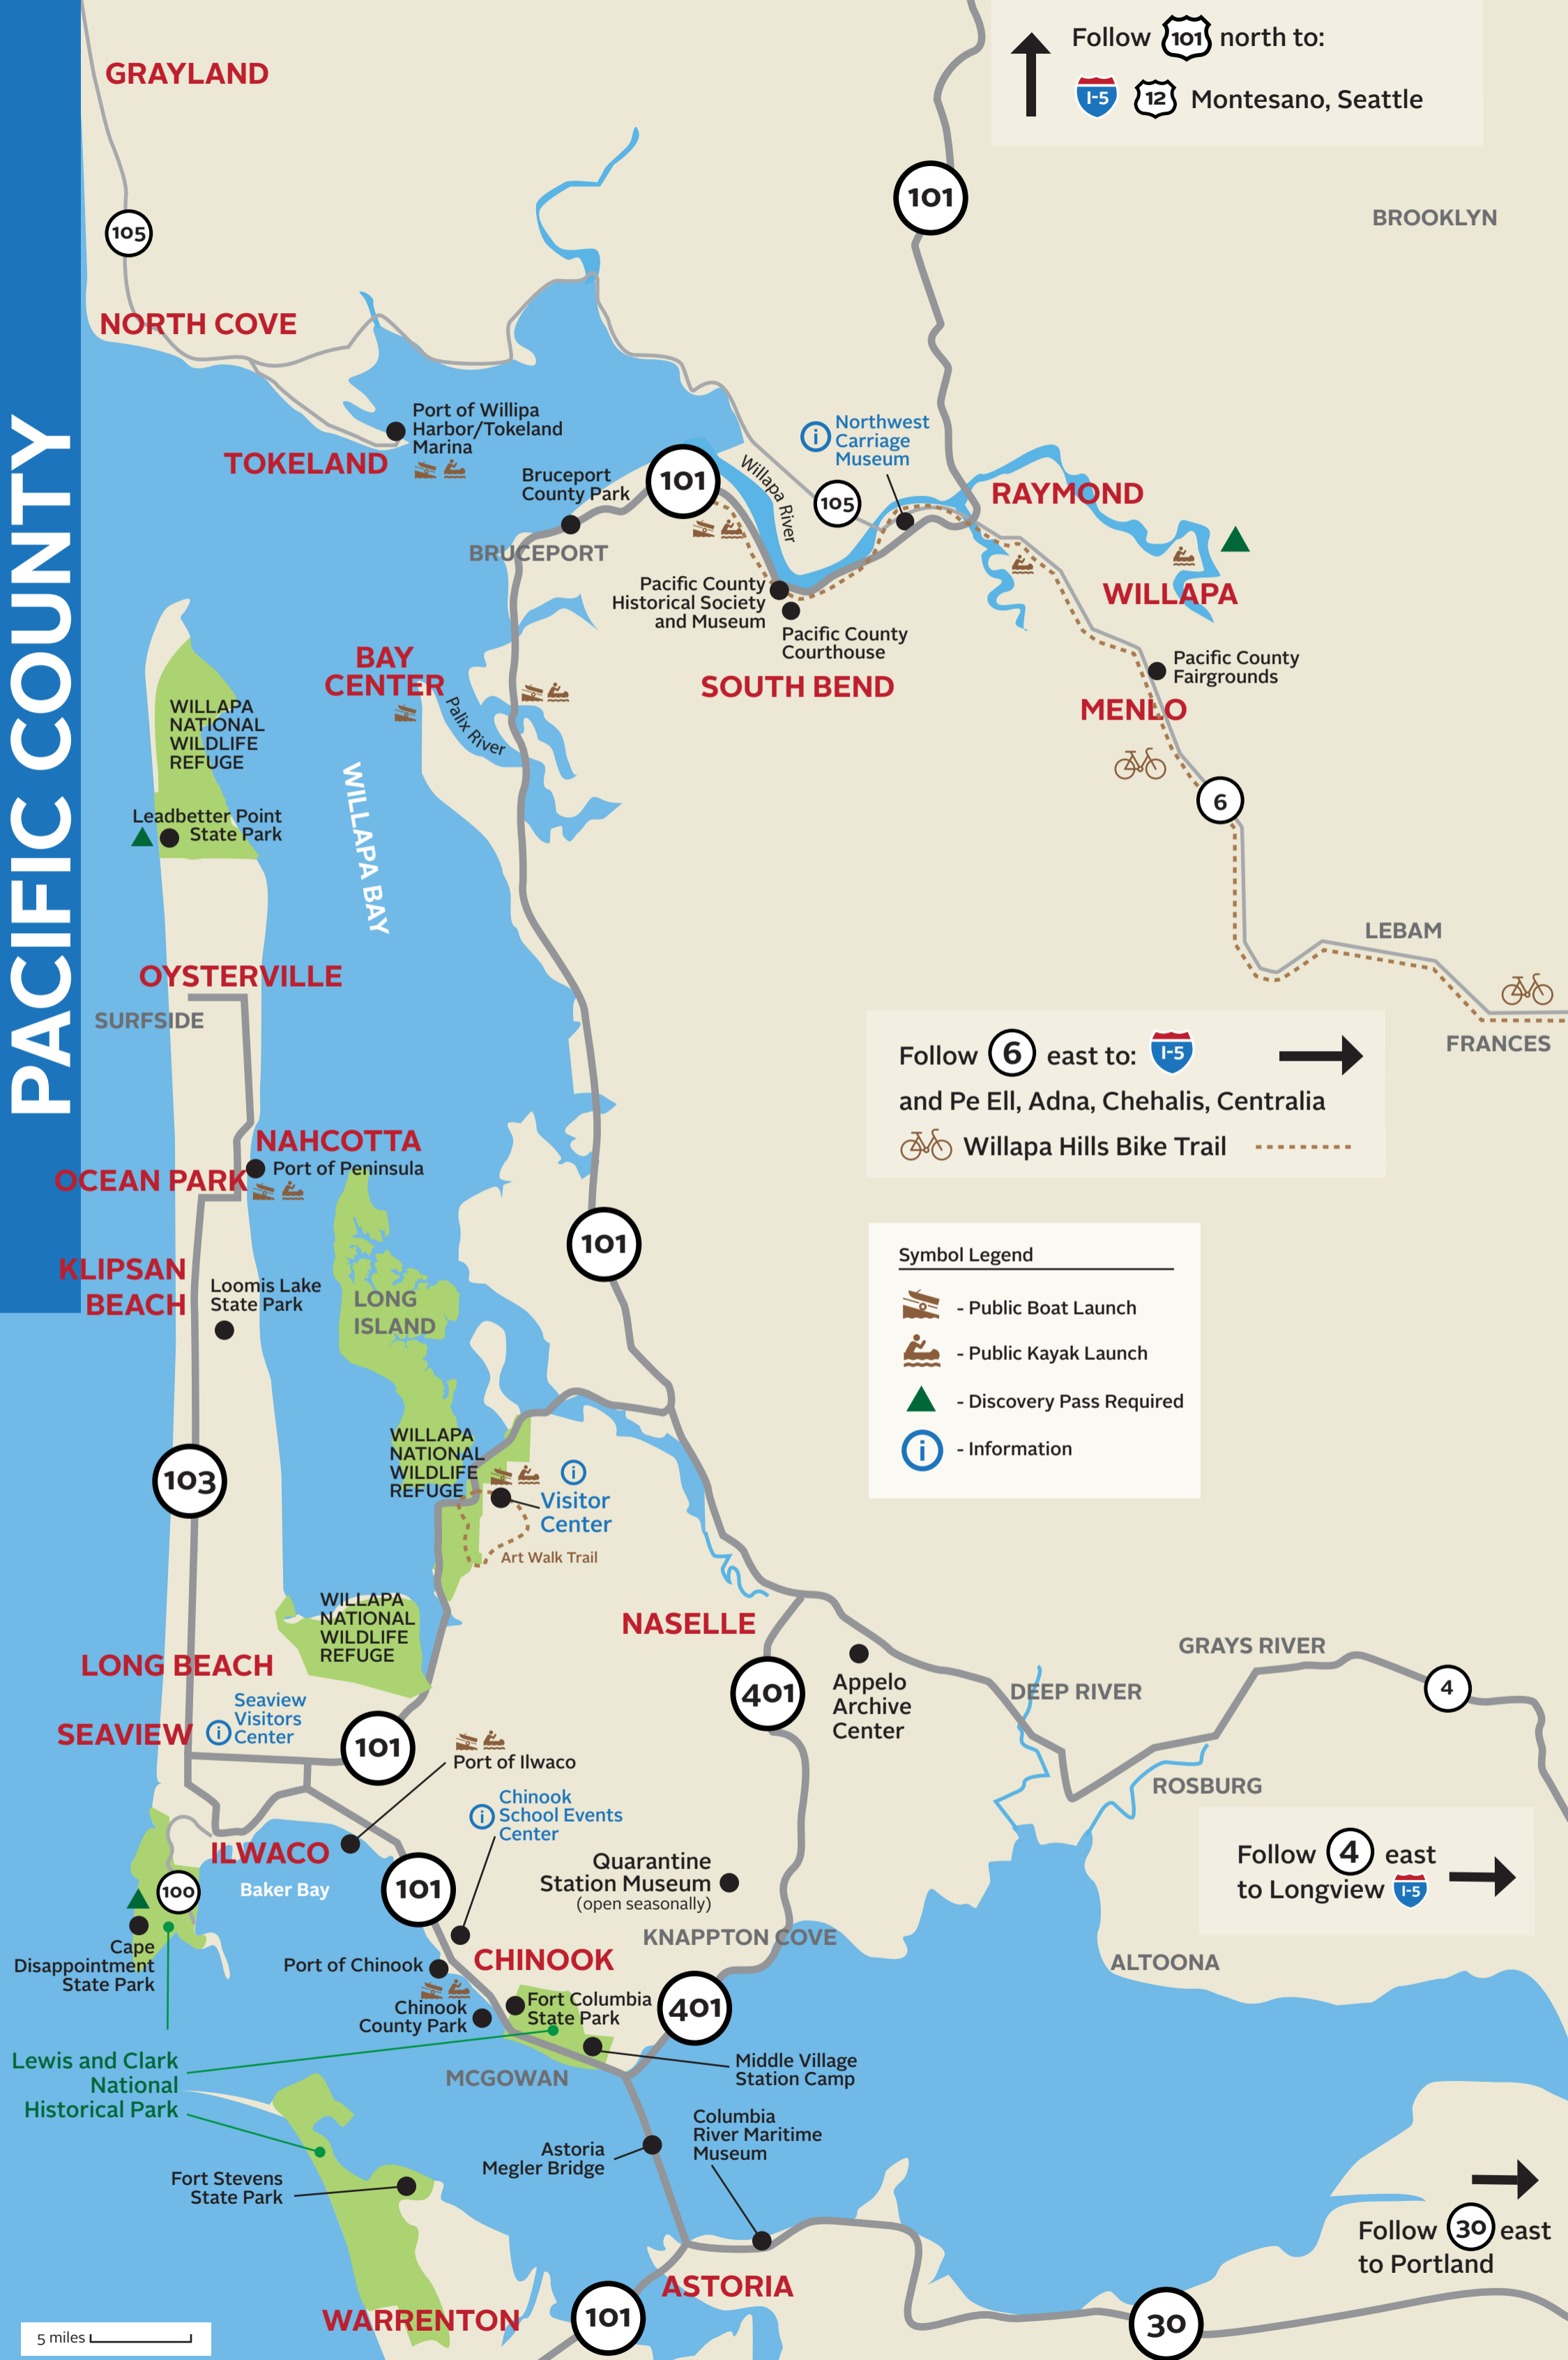 PACIFIC COUNTY
GRAYLAND
Follow 101 north to:
I-5 12 Montesano, Seattle
101
BROOKLYN
105
NORTH COVE
Port of Willipa
Harbor/Tokeland
Marina
TOKELAND
Northwest
Carriage
Museum
Bruceport
County Park
101
Willapa River
105
RAYMOND
BRUCEPORT
Pacific County
Historical Society
and Museum
WILLAPA
Pacific County
Courthouse
BAY
CENTER
SOUTH BEND
Pacific County
Fairgrounds
MENLO
Palix River
WILLAPA
NATIONAL
WILDLIFE
REFUGE
WILLAPA BAY
6
Leadbetter Point
State Park
LEBAM
OYSTERVILLE
SURFSIDE
FRANCES
Follow 6 east to: I-5
and Pe Ell, Adna, Chehalis, Centralia
Willapa Hills Bike Trail
NAHCOTTA
Port of Peninsula
OCEAN PARK
101
KLIPSAN
BEACH
Loomis Lake
State Park
LONG
ISLAND
Symbol Legend
- Public Boat Launch
- Public Kayak Launch
- Discovery Pass Required
- Information
WILLAPA
NATIONAL
WILDLIFE
REFUGE
103
Visitor
Center
Art Walk Trail
WILLAPA
NATIONAL
WILDLIFE
REFUGE
NASELLE
LONG BEACH
GRAYS RIVER
401
Appelo
Archive
Center
DEEP RIVER
4
Seaview
Visitors
Center
SEAVIEW
101
Port of Ilwaco
ROSBURG
Chinook
School Events
Center
ILWACO
Baker Bay
101
100
Quarantine
Station Museum
(open seasonally)
Follow 4 east
to Longview I-5
KNAPPTON COVE
Cape
Disappointment
State Park
CHINOOK
Port of Chinook
ALTOONA
Chinook
County Park
Fort Columbia
State Park
401
Lewis and Clark
National
Historical Park
MCGOWAN
Middle Village
Station Camp
Columbia
River Maritime
Museum
Astoria
Megler Bridge
Fort Stevens
State Park
Follow 30 east
to Portland
ASTORIA
WARRENTON
101
30
5 miles